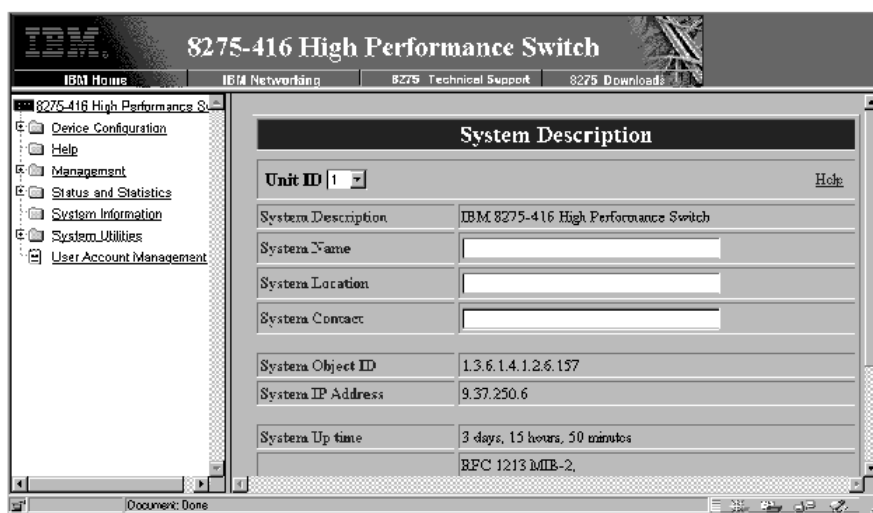 IBM.
8275-416 High Performance Switch
IBM Home
IBM Networking
8275 Technical Support
8275 Downloads
8275-416 High Performance Sw
Device Configuration
Help
Management
Status and Statistics
System Information
System Utilities
User Account Management
System Description
Unit ID 1
Help
System Description IBM 8275-416 High Performance Switch
System Name
System Location
System Contact
System Object ID 1.3.6.1.4.1.2.6.157
System IP Address 9.37.250.6
System Up time 3 days, 15 hours, 50 minutes
RFC 1213 MIB-2,
Document: Done